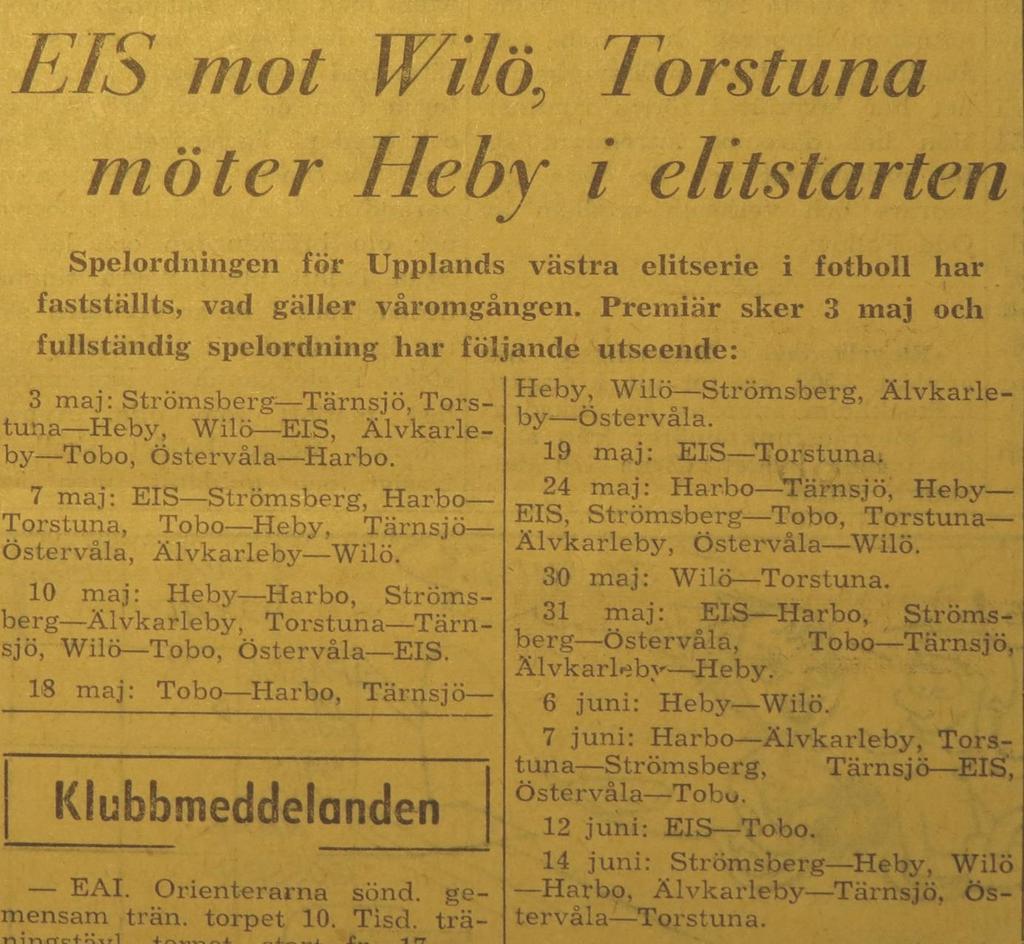 EIS mot Wilö, Torstuna
möter Heby i elitstarten
Spelordningen för Upplands västra elitserie i fotboll har
fastställts, vad gäller våromgången. Premiär sker 3 maj och
fullständig spelordning har följande utseende:
3 maj: Strömsberg—Tärnsjö, Tors-
tuna—Heby, Wilö—EIS, Älvkarle-
by—Tobo, Östervåla—Harbo.
7 maj: EIS—Strömsberg, Harbo—
Torstuna, Tobo—Heby, Tärnsjö—
Östervåla, Älvkarleby—Wilö.
10 maj: Heby—Harbo, Ströms-
berg—Älvkarleby, Torstuna—Tärn-
sjö, Wilö—Tobo, Östervåla—EIS.
18 maj: Tobo—Harbo, Tärnsjö—
Heby, Wilö—Strömsberg, Älvkarle-
by—Östervåla.
19 maj: EIS—Torstuna.
24 maj: Harbo—Tärnsjö, Heby—
EIS, Strömsberg—Tobo, Torstuna—
Älvkarleby, Östervåla—Wilö.
30 maj: Wilö—Torstuna.
31 maj: EIS—Harbo, Ströms-
berg—Östervåla, Tobo—Tärnsjö,
Älvkarleby—Heby.
6 juni: Heby—Wilö.
7 juni: Harbo—Älvkarleby, Tors-
tuna—Strömsberg, Tärnsjö—EIS,
Östervåla—Tobo.
12 juni: EIS—Tobo.
14 juni: Strömsberg—Heby, Wilö
—Harbo, Älvkarleby—Tärnsjö, Ös-
tervåla—Torstuna.
Klubbmeddelanden
— EAI. Orienterarna sönd. ge-
mensam trän. torpet 10. Tisd. trä-
ningstävl. torpet, start fr. 17